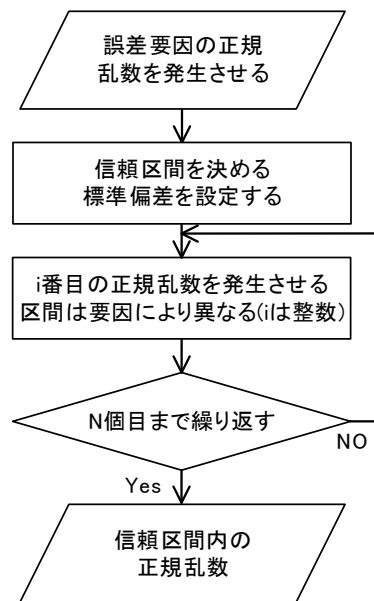 誤差要因の正規
乱数を発生させる
信頼区間を決める
標準偏差を設定する
i番目の正規乱数を発生させる
区間は要因により異なる(iは整数)
N個目まで繰り返す
NO
Yes
信頼区間内の
正規乱数